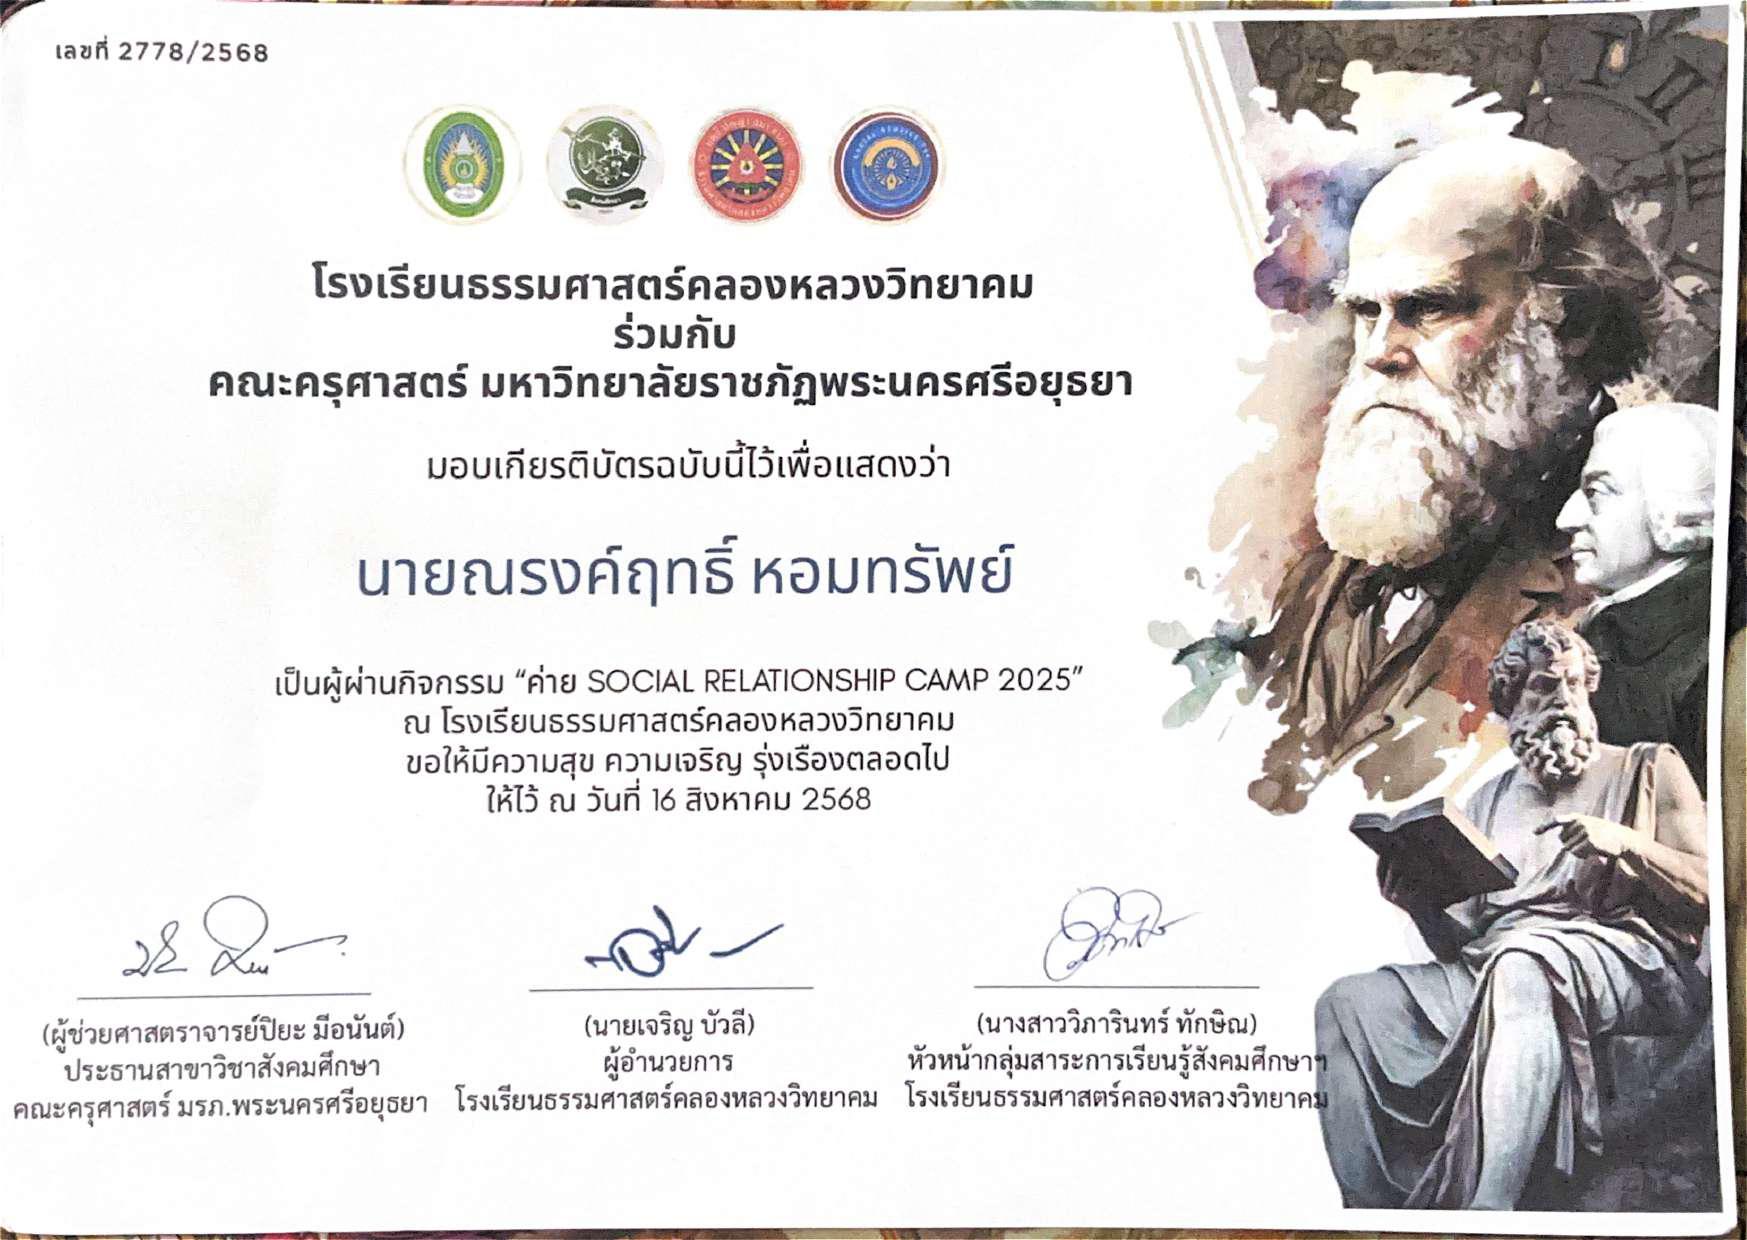 เลขที่ 2778/2568
โรงเรียนธรรมศาสตร์คลองหลวงวิทยาคม
ร่วมกับ
คณะครุศาสตร์ มหาวิทยาลัยราชภัฏพระนครศรีอยุธยา
มอบเกียรติบัตรฉบับนี้ไว้เพื่อแสดงว่า
นายณรงค์ฤทธิ์ หอมทรัพย์
เป็นผู้ผ่านกิจกรรม “ค่าย SOCIAL RELATIONSHIP CAMP 2025”
ณ โรงเรียนธรรมศาสตร์คลองหลวงวิทยาคม
ขอให้มีความสุข ความเจริญ รุ่งเรืองตลอดไป
ให้ไว้ ณ วันที่ 16 สิงหาคม 2568
(ผู้ช่วยศาสตราจารย์ปิยะ มีอนันต์)
ประธานสาขาวิชาสังคมศึกษา
คณะครุศาสตร์ มรภ.พระนครศรีอยุธยา
(นายเจริญ บัวลี)
ผู้อำนวยการ
โรงเรียนธรรมศาสตร์คลองหลวงวิทยาคม
(นางสาววิภารินทร์ ทักษิณ)
หัวหน้ากลุ่มสาระการเรียนรู้สังคมศึกษาฯ
โรงเรียนธรรมศาสตร์คลองหลวงวิทยาคม